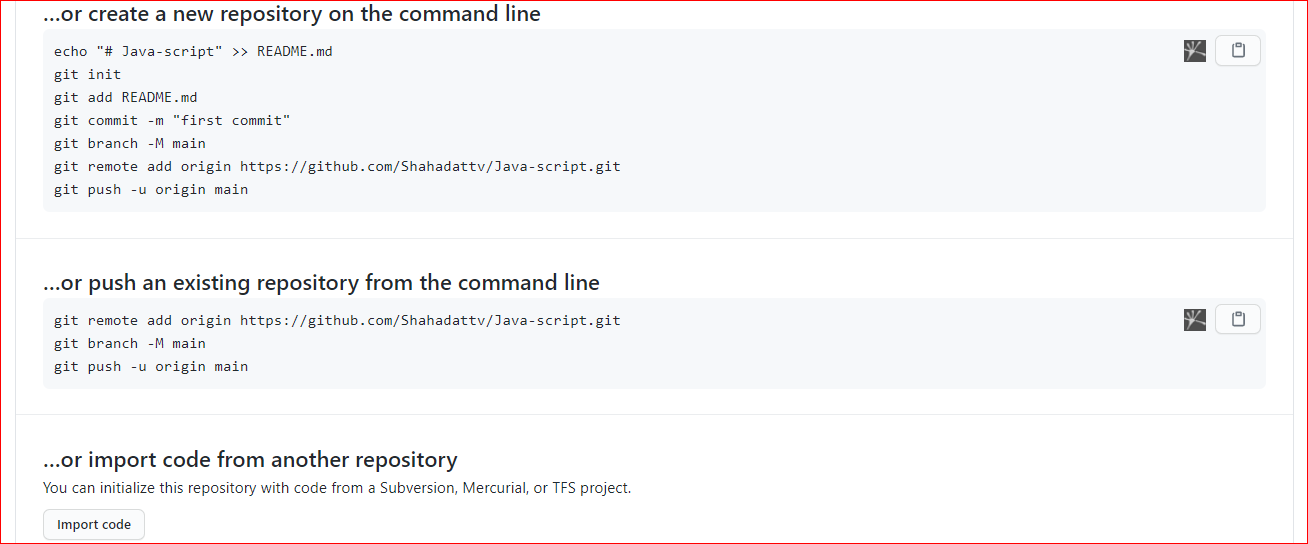 …or create a new repository on the command line
echo "# Java-script" >> README.md
git init
git add README.md
git commit -m "first commit"
git branch -M main
git remote add origin https://github.com/Shahadattv/Java-script.git
git push -u origin main
…or push an existing repository from the command line
git remote add origin https://github.com/Shahadattv/Java-script.git
git branch -M main
git push -u origin main
…or import code from another repository
You can initialize this repository with code from a Subversion, Mercurial, or TFS project.
Import code